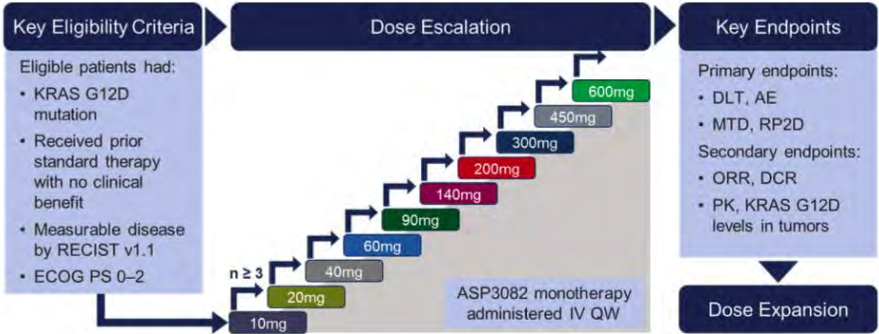 Key Eligibility Criteria
Eligible patients had:
• KRAS G12D
mutation
• Received prior
standard therapy
with no clinical
benefit
• Measurable disease
by RECIST v1.1
• ECOG PS 0–2
Dose Escalation
n ≥ 3
10mg
20mg
40mg
60mg
90mg
140mg
200mg
300mg
450mg
600mg
ASP3082 monotherapy
administered IV QW
Key Endpoints
Primary endpoints:
• DLT, AE
• MTD, RP2D
Secondary endpoints:
• ORR, DCR
• PK, KRAS G12D
levels in tumors
Dose Expansion